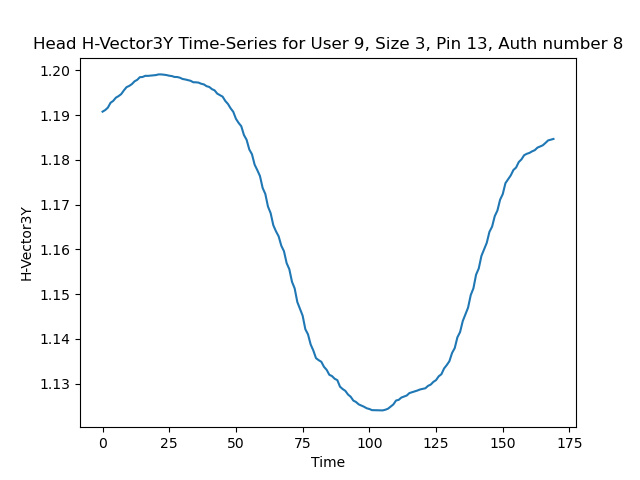 Head H-Vector3Y Time-Series for User 9, Size 3, Pin 13, Auth number 8
1.20
1.19
1.18
1.17
1.16
1.15
1.14
1.13
H-Vector3Y
0 25 50 75 100 125 150 175
Time